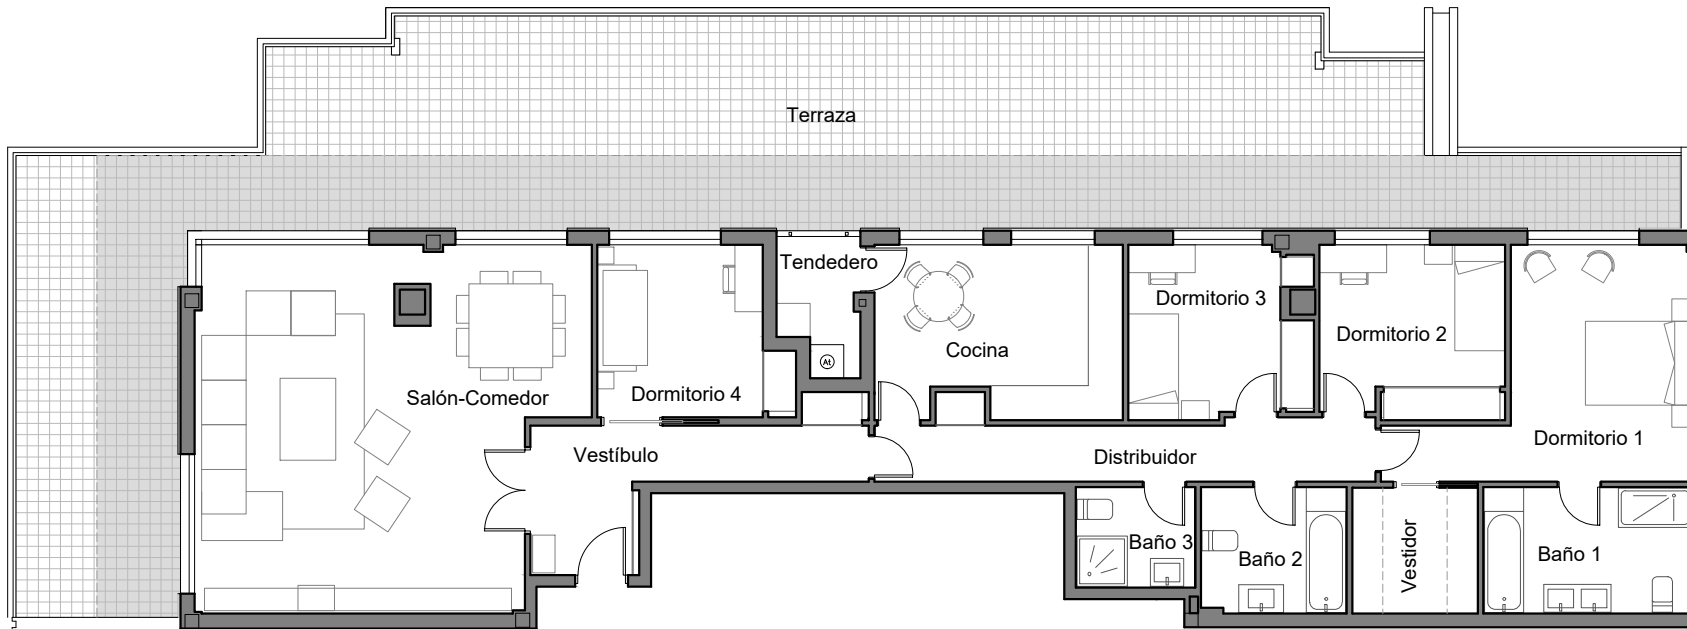 Terraza
Tendedero
Dormitorio 3
Dormitorio 2
Cocina
Salón-Comedor
Dormitorio 4
At
Dormitorio 1
Vestíbulo
Distribuidor
Baño 3
Baño 2
Vestidor
Baño 1